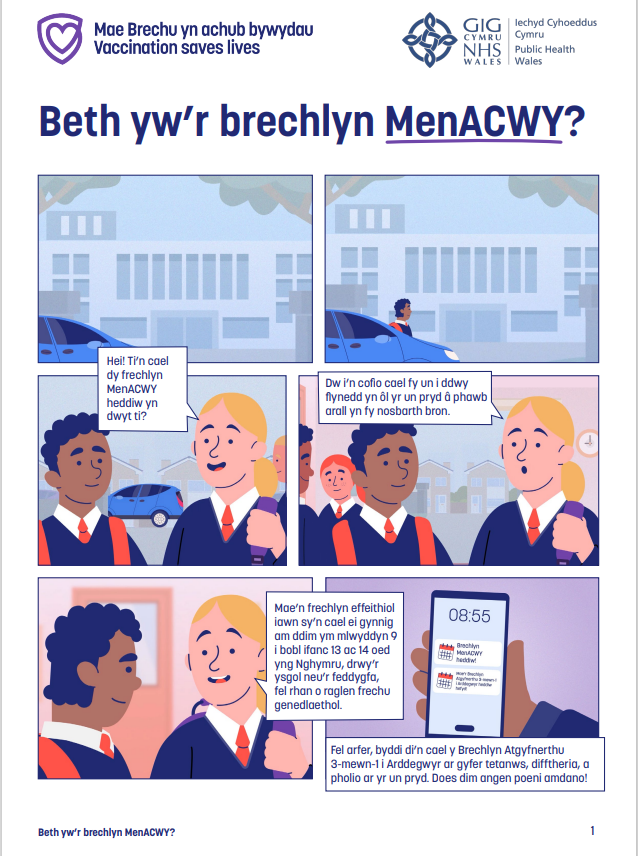 Mae Brechu yn achub bywydau
Vaccination saves lives
GIG
CYMRU
NHS
WALES
Iechyd Cyhoeddus
Cymru
Public Health
Wales
Beth yw'r brechlyn MenACWY?
Hei! Ti'n cael
dy frechlyn
MenACWY
heddiw yn
dwyt ti?
Dw i'n cofio cael fy un i ddwy
flynedd yn ôl yr un pryd â phawb
arall yn fy nosbarth bron.
Mae'n frechlyn effeithiol
iawn sy'n cael ei gynnig
am ddim ym mlwyddyn 9
i bobl ifanc 13 ac 14 oed
yng Nghymru, drwy'r
ysgol neu'r feddygfa,
fel rhan o raglen frechu
genedlaethol.
08:55
Brechlyn
MenACWY
heddiw!
Mae'r Brechlyn
Atgyfnerthu 3-mewn-1
i Arddegwyr heddiw
hefyd!
Fel arfer, byddi di'n cael y Brechlyn Atgyfnerthu
3-mewn-1 i Arddegwyr ar gyfer tetanws, difftheria, a
pholio ar yr un pryd. Does dim angen poeni amdano!
Beth yw'r brechlyn MenACWY?
1